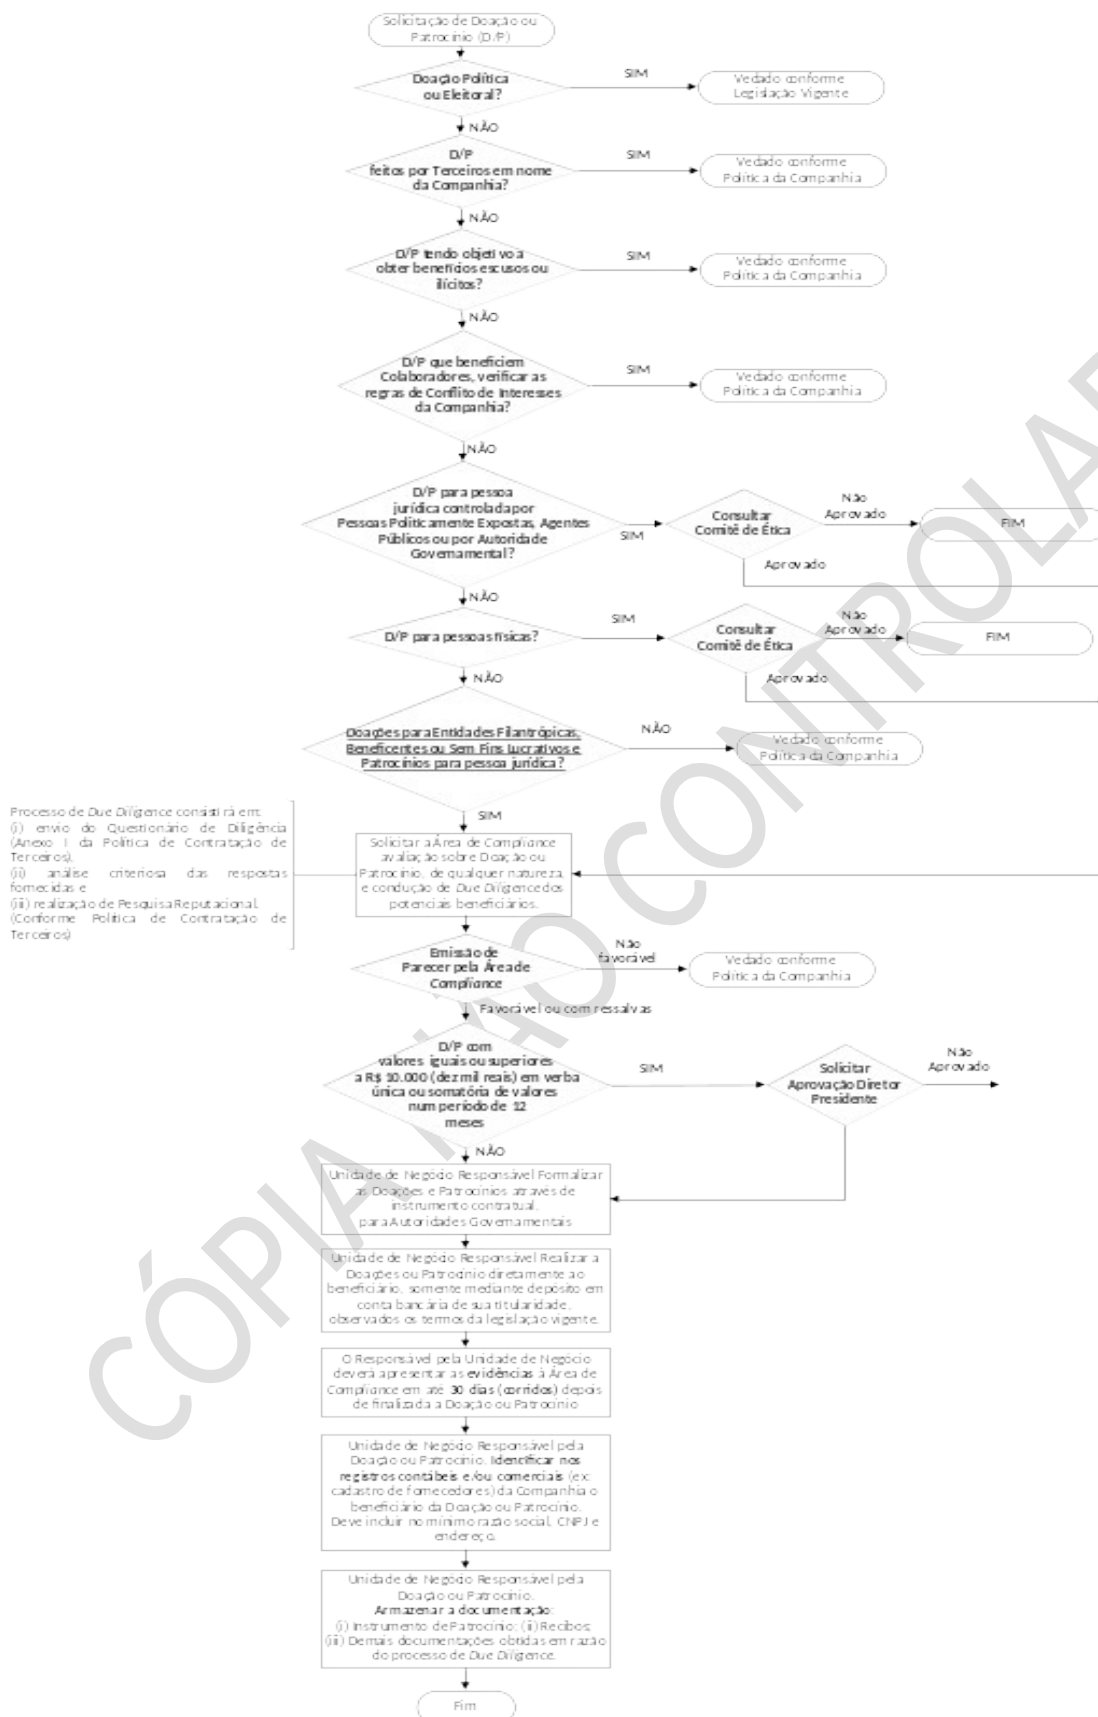 Solicitação de Doação ou
Patrocínio (D/P)
Doação Política
ou Eleitoral?
SIM
Vedado conforme
Legislação Vigente
NÃO
D/P
feitos por Terceiros em nome
da Companhia?
SIM
Vedado conforme
Política da Companhia
NÃO
D/P tendo objetivo a
obter benefícios escusos ou
ilícitos?
SIM
Vedado conforme
Política da Companhia
NÃO
D/P que beneficiem
Colaboradores, verificar as
regras de Conflito de Interesses
da Companhia?
SIM
Vedado conforme
Política da Companhia
NÃO
D/P para pessoa
jurídica controlada por
Pessoas Politicamente Expostas, Agentes
Públicos ou por Autoridade
Governamental?
SIM
Consultar
Comitê de Ética
Não
Aprovado
FIM
Aprovado
NÃO
D/P para pessoas físicas?
SIM
Consultar
Comitê de Ética
Não
Aprovado
FIM
Aprovado
NÃO
Doações para Entidades Filantrópicas,
Beneficentes ou Sem Fins Lucrativos e
Patrocínios para pessoa jurídica?
NÃO
Vedado conforme
Política da Companhia
SIM
Processo de Due Diligence consistirá em:
(i) envio do Questionário de Diligência
(Anexo I da Política de Contratação de
Terceiros),
(ii) análise criteriosa das respostas
fornecidas e
(iii) realização de Pesquisa Reputacional.
(Conforme Política de Contratação de
Terceiros)
Solicitar a Área de Compliance
avaliação sobre Doação ou
Patrocínio, de qualquer natureza,
e condução de Due Diligence dos
potenciais beneficiários.
Emissão de
Parecer pela Área de
Compliance
Não
favorável
Vedado conforme
Política da Companhia
Favorável ou com ressalvas
D/P com
valores iguais ou superiores
a R$ 10.000 (dez mil reais) em verba
única ou somatória de valores
num período de 12
meses
SIM
Solicitar
Aprovação Diretor
Presidente
Não
Aprovado
NÃO
Unidade de Negócio Responsável Formalizar
as Doações e Patrocínios através de
instrumento contratual,
para Autoridades Governamentais
Unidade de Negócio Responsável Realizar a
Doações ou Patrocínio diretamente ao
beneficiário, somente mediante depósito em
conta bancária de sua titularidade,
observados os termos da legislação vigente.
O Responsável pela Unidade de Negócio
deverá apresentar as evidências à Área de
Compliance em até 30 dias (corridos) depois
de finalizada a Doação ou Patrocínio
Unidade de Negócio Responsável pela
Doação ou Patrocínio. Identificar nos
registros contábeis e/ou comerciais (ex:
cadastro de fornecedores) da Companhia o
beneficiário da Doação ou Patrocínio.
Deve incluir no mínimo razão social, CNPJ e
endereço.
Unidade de Negócio Responsável pela
Doação ou Patrocínio.
Armazenar a documentação:
(i) Instrumento de Patrocínio; (ii) Recibos;
(iii) Demais documentações obtidas em razão
do processo de Due Diligence.
Fim
CÓPIA NÃO CONTROLAD